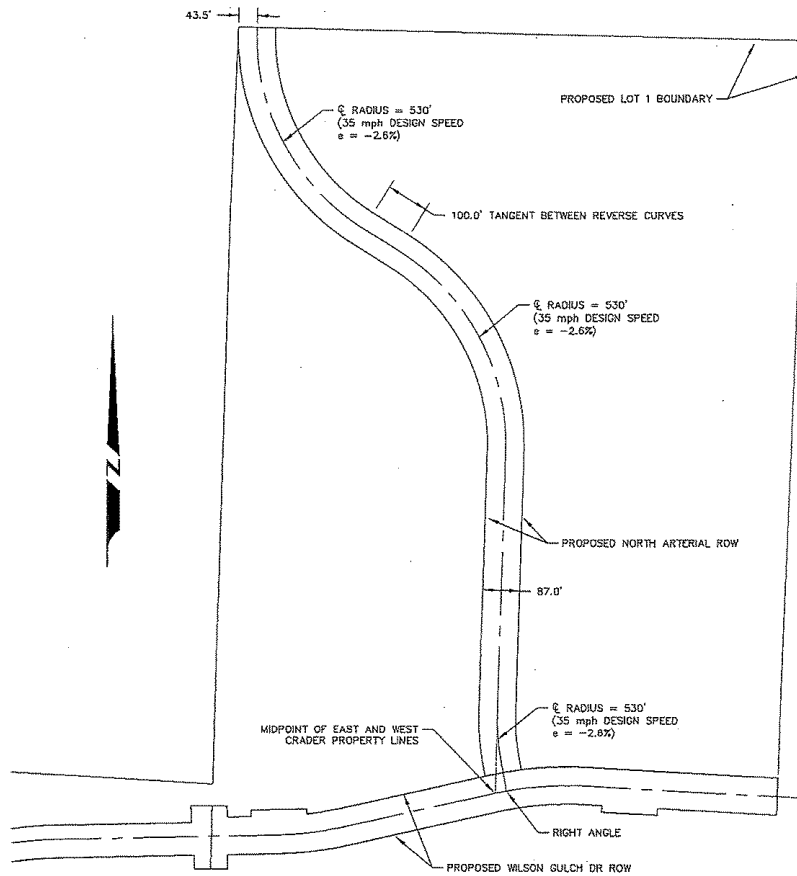 43.5'
PROPOSED LOT 1 BOUNDARY
℄ RADIUS = 530'
(35 mph DESIGN SPEED
e = -2.6%)
100.0' TANGENT BETWEEN REVERSE CURVES
℄ RADIUS = 530'
(35 mph DESIGN SPEED
e = -2.6%)
N
PROPOSED NORTH ARTERIAL ROW
87.0'
℄ RADIUS = 530'
(35 mph DESIGN SPEED
e = -2.6%)
MIDPOINT OF EAST AND WEST
CRADER PROPERTY LINES
RIGHT ANGLE
PROPOSED WILSON GULCH DR ROW